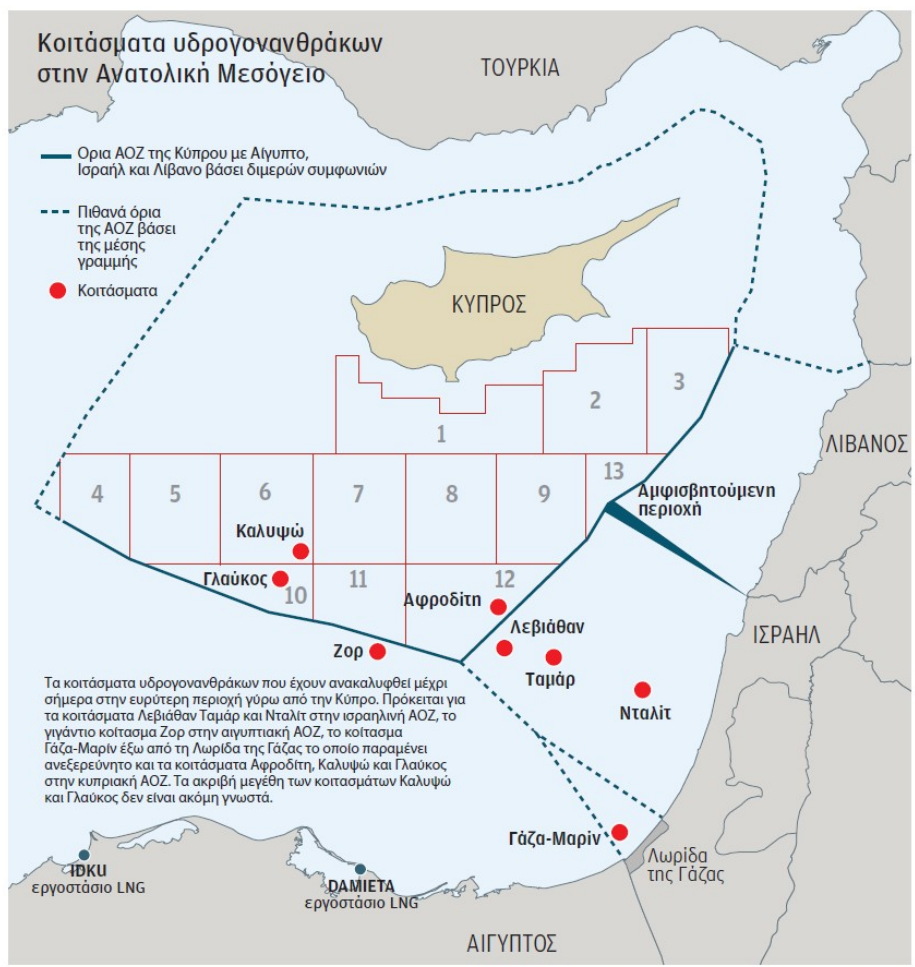 Κοιτάσματα υδρογονανθράκων
στην Ανατολική Μεσόγειο
ΤΟΥΡΚΙΑ
Ορια ΑΟΖ της Κύπρου με Αίγυπτο,
Ισραήλ και Λίβανο βάσει διμερών συμφωνιών
Πιθανά όρια
της ΑΟΖ βάσει
της μέσης
γραμμής
Κοιτάσματα
ΚΥΠΡΟΣ
1
2
3
ΛΙΒΑΝΟΣ
4
5
6
7
8
9
13
Αμφισβητούμενη
περιοχή
Καλυψώ
Γλαύκος
10
11
12
Αφροδίτη
Λεβιάθαν
Ταμάρ
Ζορ
Νταλίτ
ΙΣΡΑΗΛ
Τα κοιτάσματα υδρογονανθράκων που έχουν ανακαλυφθεί μέχρι
σήμερα στην ευρύτερη περιοχή γύρω από την Κύπρο. Πρόκειται για
τα κοιτάσματα Λεβιάθαν Ταμάρ και Νταλίτ στην ισραηλινή ΑΟΖ, το
γιγάντιο κοίτασμα Ζορ στην αιγυπτιακή ΑΟΖ, το κοίτασμα
Γάζα-Μαρίν έξω από τη Λωρίδα της Γάζας το οποίο παραμένει
ανεξερεύνητο και τα κοιτάσματα Αφροδίτη, Καλυψώ και Γλαύκος
στην κυπριακή ΑΟΖ. Τα ακριβή μεγέθη των κοιτασμάτων Καλυψώ
και Γλαύκος δεν είναι ακόμη γνωστά.
Γάζα-Μαρίν
Λωρίδα
της Γάζας
IDKU
εργοστάσιο LNG
DAMIETA
εργοστάσιο LNG
ΑΙΓΥΠΤΟΣ